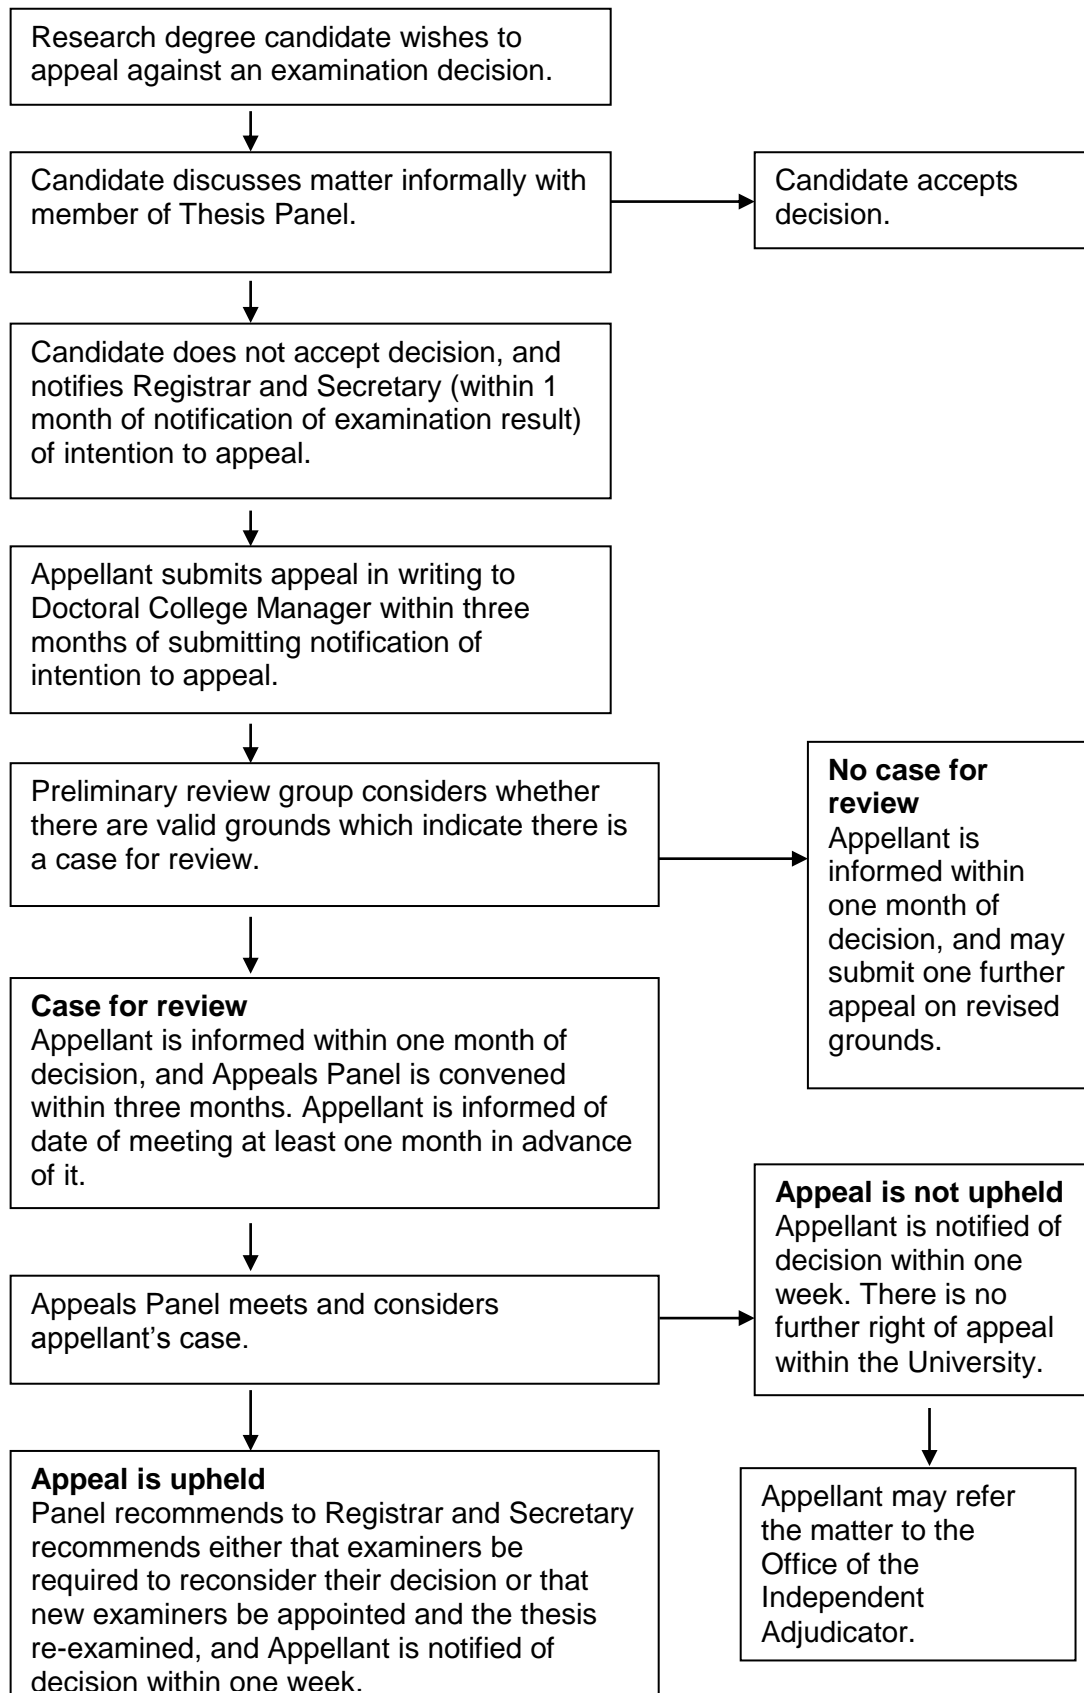 Research degree candidate wishes to
appeal against an examination decision.
Candidate discusses matter informally with
member of Thesis Panel.
Candidate accepts
decision.
Candidate does not accept decision, and
notifies Registrar and Secretary (within 1
month of notification of examination result)
of intention to appeal.
Appellant submits appeal in writing to
Doctoral College Manager within three
months of submitting notification of
intention to appeal.
Preliminary review group considers whether
there are valid grounds which indicate there is
a case for review.
No case for
review
Appellant is
informed within
one month of
decision, and may
submit one further
appeal on revised
grounds.
Case for review
Appellant is informed within one month of
decision, and Appeals Panel is convened
within three months. Appellant is informed of
date of meeting at least one month in advance
of it.
Appeals Panel meets and considers
appellant’s case.
Appeal is not upheld
Appellant is notified of
decision within one
week. There is no
further right of appeal
within the University.
Appeal is upheld
Panel recommends to Registrar and Secretary
recommends either that examiners be
required to reconsider their decision or that
new examiners be appointed and the thesis
re-examined, and Appellant is notified of
decision within one week.
Appellant may refer
the matter to the
Office of the
Independent
Adjudicator.